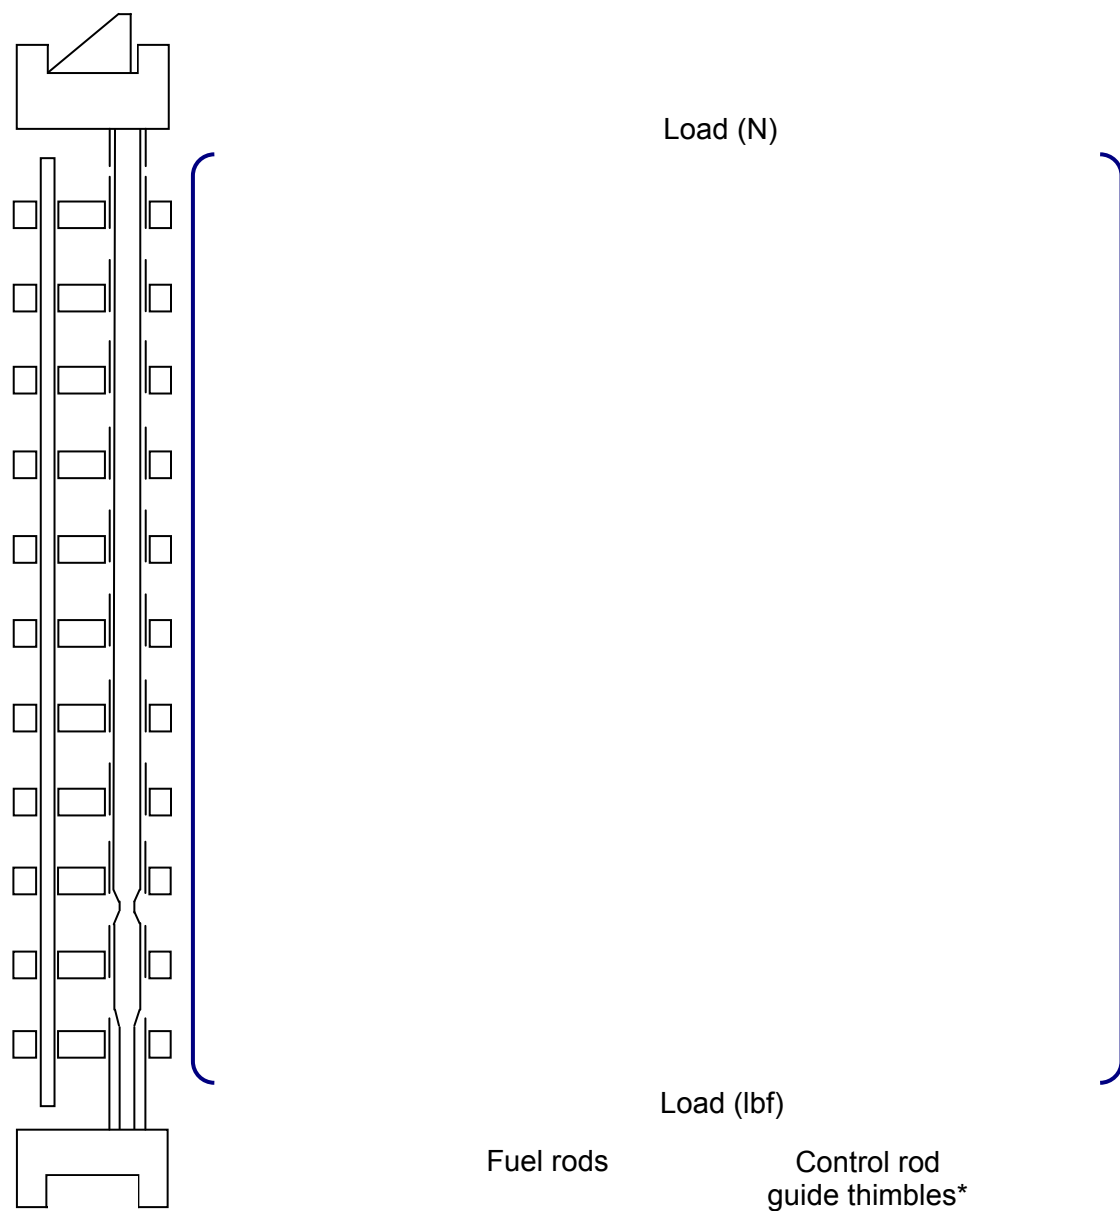 Load (N)
Load (lbf)
Fuel rods
Control rod
guide thimbles*